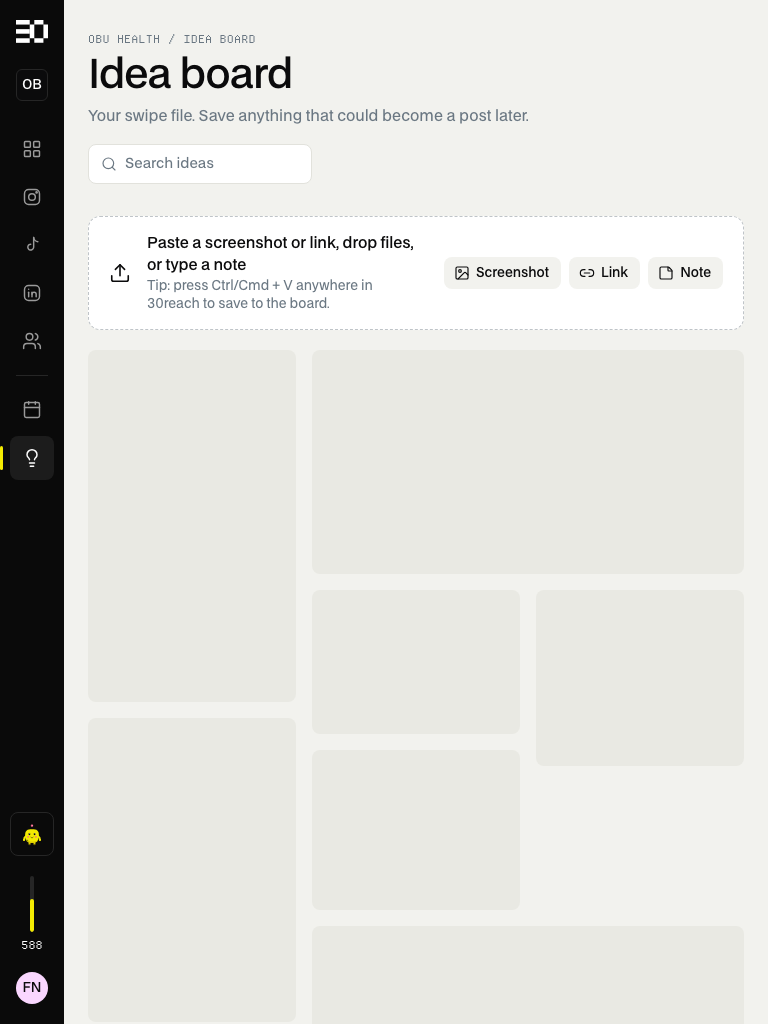 30
OB
OBU HEALTH / IDEA BOARD
Idea board
Your swipe file. Save anything that could become a post later.
Search ideas
Paste a screenshot or link, drop files,
or type a note
Tip: press Ctrl/Cmd + V anywhere in
30reach to save to the board.
Screenshot
Link
Note
588
FN